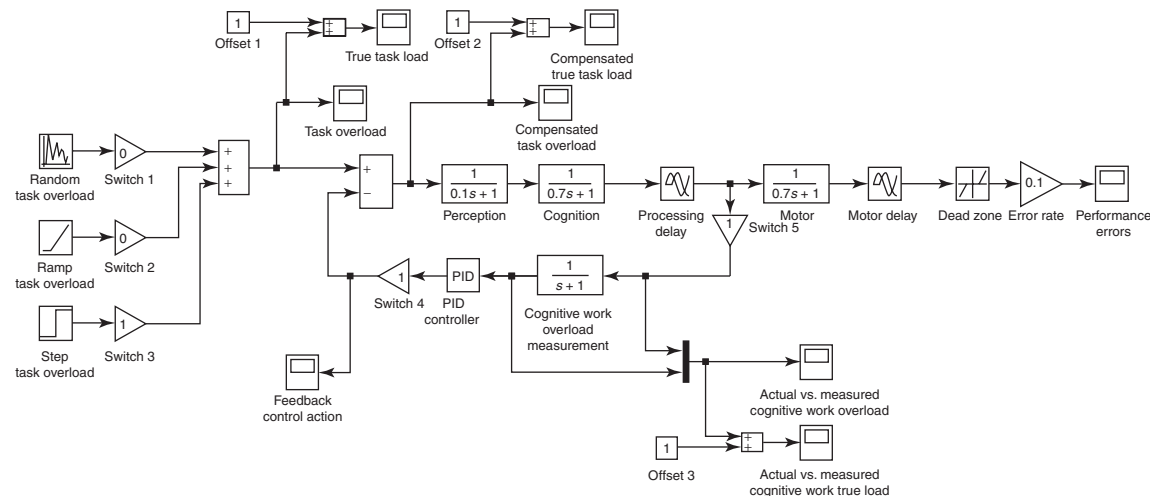 1
Offset 1
+
+
True task load
1
Offset 2
+
+
Compensated
true task load
Task overload
Compensated
task overload
Random
task overload
0
Switch 1
+
+
+
+
−
1
0.1s + 1
Perception
1
0.7s + 1
Cognition
Processing
delay
1
Switch 5
1
0.7s + 1
Motor
Motor delay
Dead zone
0.1
Error rate
Performance
errors
Ramp
task overload
0
Switch 2
Step
task overload
1
Switch 3
1
Switch 4
PID
PID
controller
1
s + 1
Cognitive work
overload
measurement
Feedback
control action
Actual vs. measured
cognitive work overload
1
Offset 3
+
+
Actual vs. measured
cognitive work true load